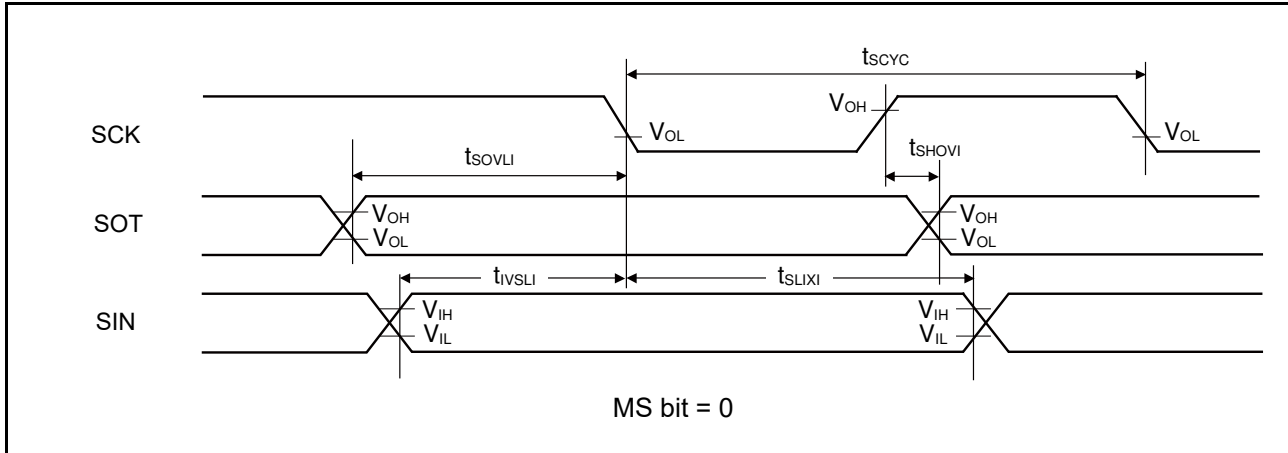 tSCYC
SCK
VOH
VOL
VOL
tSOVLI
tSHOVI
SOT
VOH
VOL
VOH
VOL
tIVSLI
tSLIXI
SIN
VIH
VIL
VIH
VIL
MS bit = 0